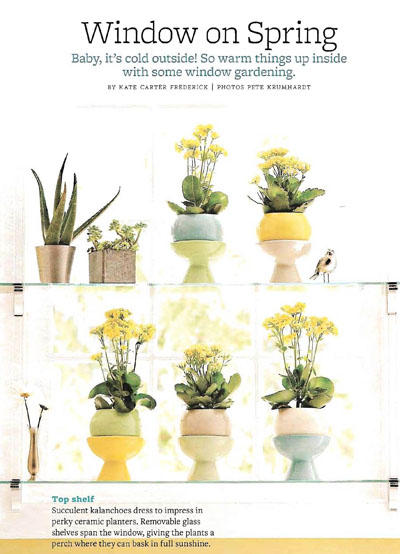 Window on Spring
Baby, it's cold outside! So warm things up inside
with some window gardening.
BY KATE CARTER FREDERICK | PHOTOS PETE KRUMHARDT
Top shelf
Succulent kalanchoes dress to impress in
perky ceramic planters. Removable glass
shelves span the window, giving the plants a
perch where they can bask in full sunshine.